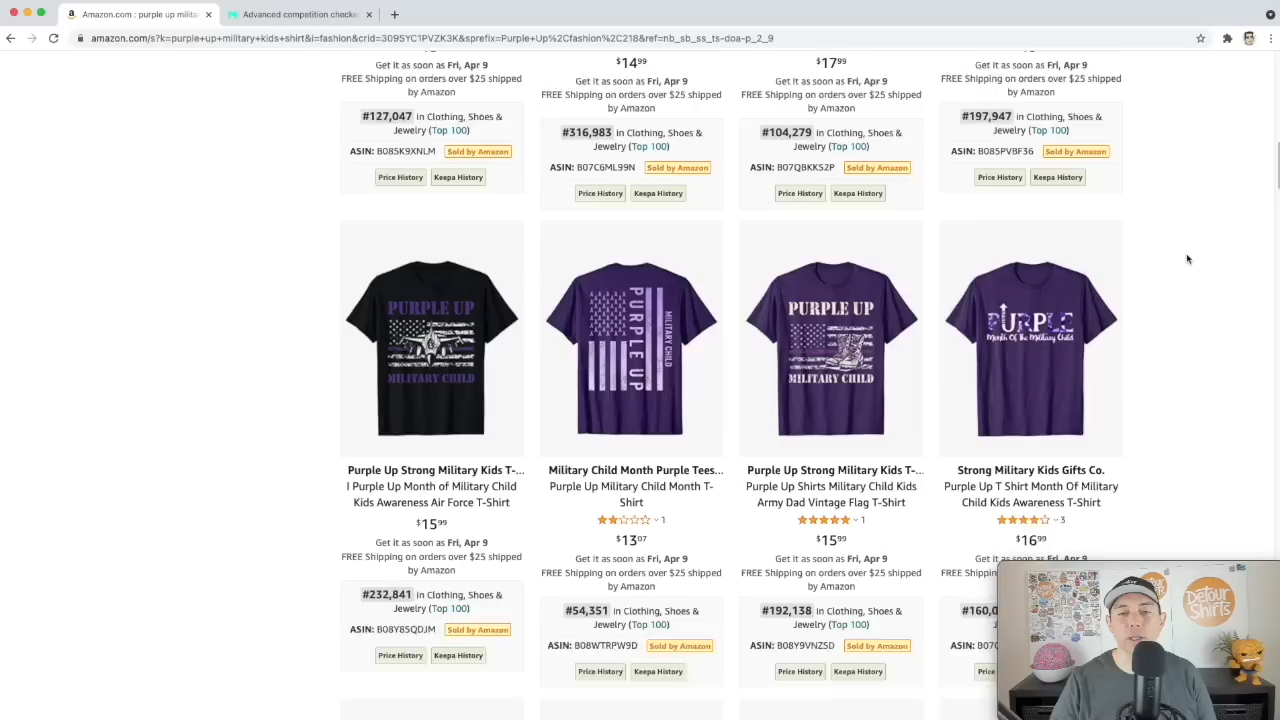 Amazon.com : purple up milita
Advanced competition checke
amazon.com/s?k=purple+up+military+kids+shirt&i=fashion&crid=309SYC1PVZK3K&sprefix=Purple+Up%2Cfashion%2C218&ref=nb_sb_ss_ts-doa-p_2_9
Get it as soon as Fri, Apr 9
FREE Shipping on orders over $25 shipped
by Amazon
#127,047 in Clothing, Shoes &
Jewelry (Top 100)
ASIN: B085K9XNLM Sold by Amazon
Price History Keepa History
$14.99
Get it as soon as Fri, Apr 9
FREE Shipping on orders over $25 shipped
by Amazon
#316,983 in Clothing, Shoes &
Jewelry (Top 100)
ASIN: B07C6ML99N Sold by Amazon
Price History Keepa History
$17.99
Get it as soon as Fri, Apr 9
FREE Shipping on orders over $25 shipped
by Amazon
#104,279 in Clothing, Shoes &
Jewelry (Top 100)
ASIN: B07QBKKS2P Sold by Amazon
Price History Keepa History
Get it as soon as Fri, Apr 9
FREE Shipping on orders over $25 shipped
by Amazon
#197,947 in Clothing, Shoes &
Jewelry (Top 100)
ASIN: B085PVBF36 Sold by Amazon
Price History Keepa History
PURPLE UP
MILITARY CHILD
Purple Up Strong Military Kids T-...
I Purple Up Month of Military Child
Kids Awareness Air Force T-Shirt
$15.99
Get it as soon as Fri, Apr 9
FREE Shipping on orders over $25 shipped
by Amazon
#232,841 in Clothing, Shoes &
Jewelry (Top 100)
ASIN: B08Y8SQDJM Sold by Amazon
Price History Keepa History
PURPLE UP
MILITARY CHILD
Military Child Month Purple Tees...
Purple Up Military Child Month T-
Shirt
1
$13.07
Get it as soon as Fri, Apr 9
FREE Shipping on orders over $25 shipped
by Amazon
#54,351 in Clothing, Shoes &
Jewelry (Top 100)
ASIN: B08WTRPW9D Sold by Amazon
Price History Keepa History
PURPLE UP
MILITARY CHILD
Purple Up Strong Military Kids T-...
Purple Up Shirts Military Child Kids
Army Dad Vintage Flag T-Shirt
1
$15.99
Get it as soon as Fri, Apr 9
FREE Shipping on orders over $25 shipped
by Amazon
#192,138 in Clothing, Shoes &
Jewelry (Top 100)
ASIN: B08Y9VNZSD Sold by Amazon
Price History Keepa History
PURPLE
Month Of The Military Child
Strong Military Kids Gifts Co.
Purple Up T Shirt Month Of Military
Child Kids Awareness T-Shirt
3
$16.99
Get it as soon as Fri, Apr 9
FREE Shipp
#160,0
Jewelr
ASIN: B07
Price
DeTour
Shirts